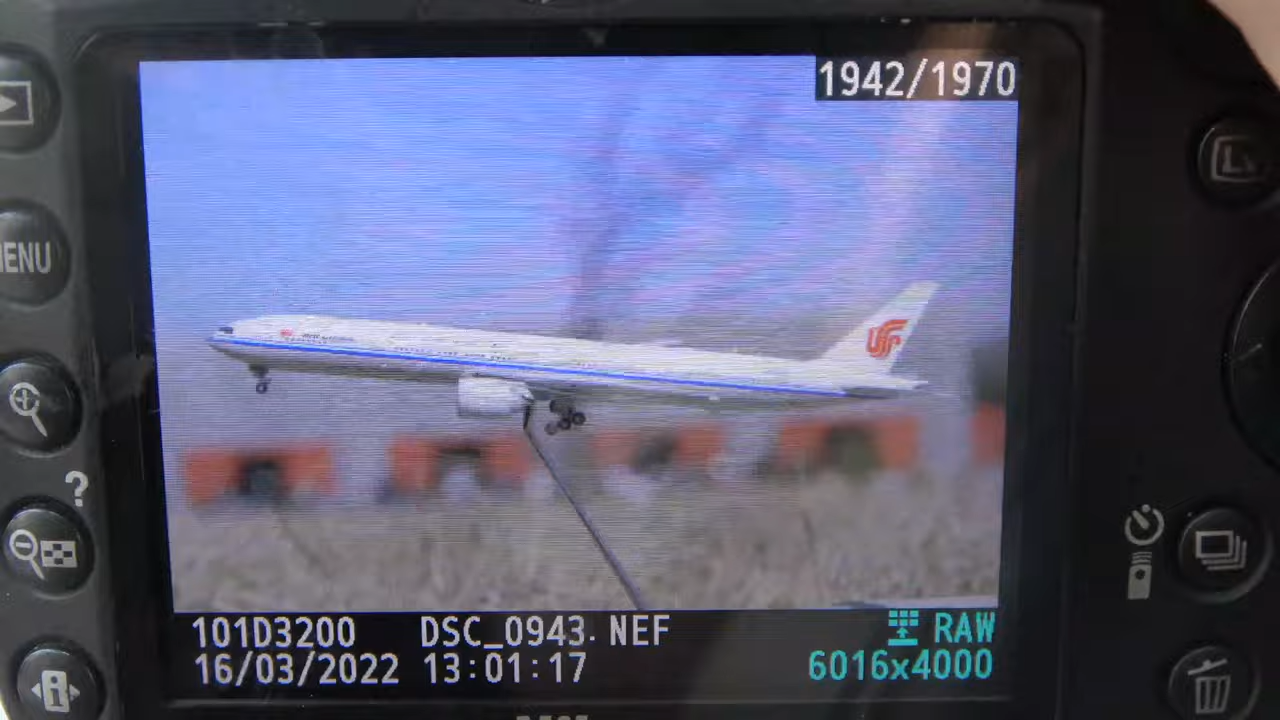 1942/1970
MENU
?
101D3200 DSC_0943. NEF RAW
16/03/2022 13:01:17 6016x4000